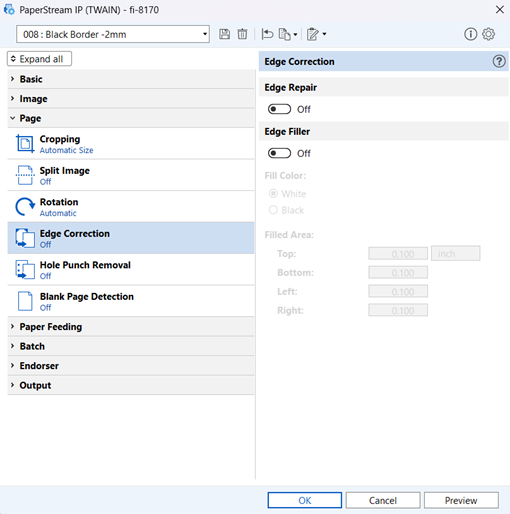 PaperStream IP (TWAIN) - fi-8170
008 : Black Border -2mm
Expand all
Basic
Image
Page
Cropping
Automatic Size
Split Image
Off
Rotation
Automatic
Edge Correction
Off
Hole Punch Removal
Off
Blank Page Detection
Off
Paper Feeding
Batch
Endorser
Output
Edge Correction
Edge Repair
Off
Edge Filler
Off
Fill Color:
White
Black
Filled Area:
Top: 0.100 inch
Bottom: 0.100
Left: 0.100
Right: 0.100
OK Cancel Preview